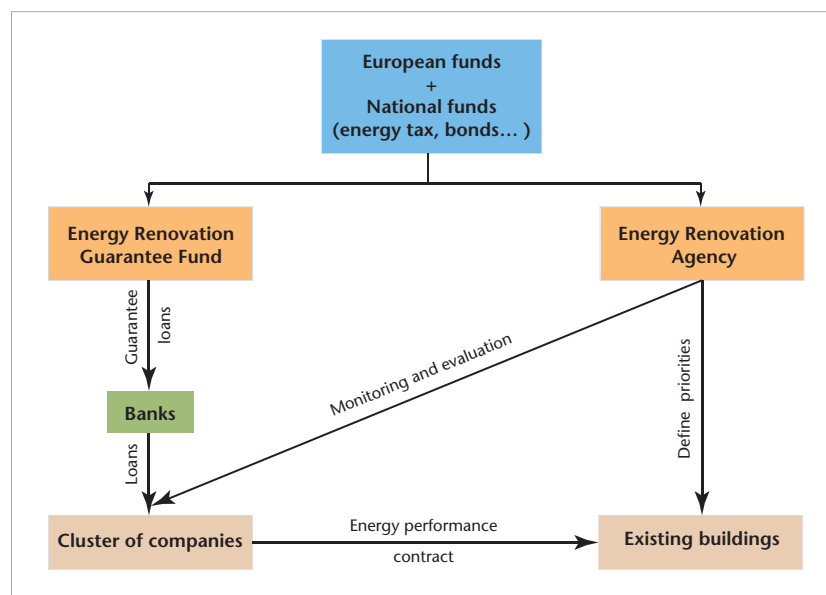 European funds
+
National funds
(energy tax, bonds… )
Energy Renovation
Guarantee Fund
Energy Renovation
Agency
Guarantee
loans
Monitoring and evaluation
Define priorities
Banks
Loans
Cluster of companies
Energy performance
contract
Existing buildings